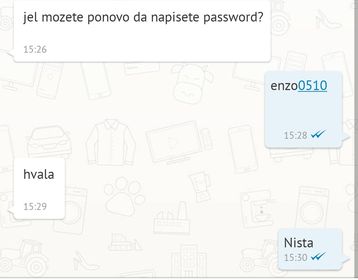 jel mozete ponovo da napisete password?
15:26
enzo0510
15:28
hvala
15:29
Nista
15:30